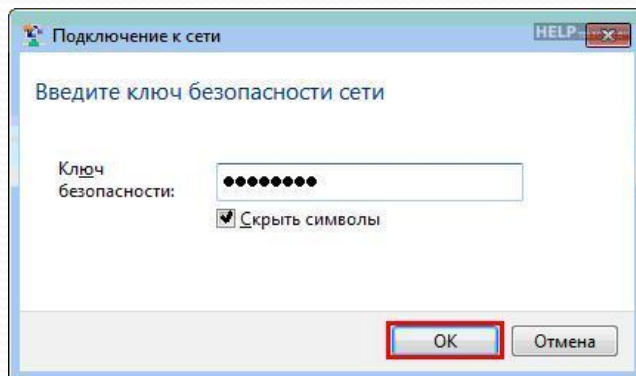 Подключение к сети
HELP
Введите ключ безопасности сети
Ключ
безопасности:
●●●●●●●●
Скрыть символы
OK
Отмена